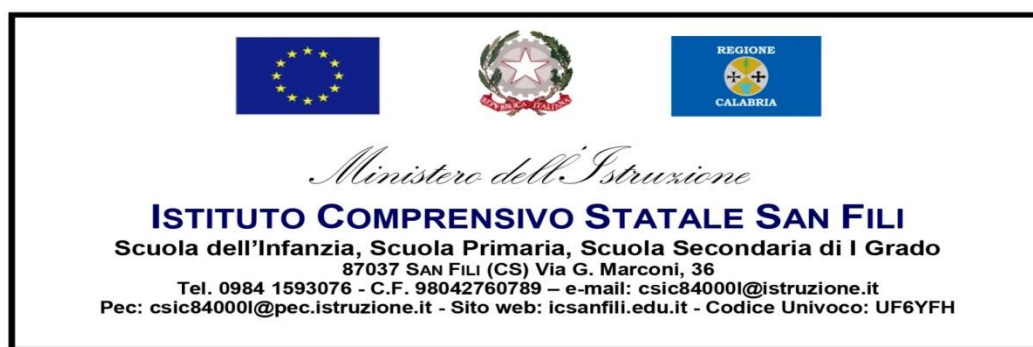 REGIONE
CALABRIA
REPVBBLICA ITALIANA
Ministero dell'Istruzione
ISTITUTO COMPRENSIVO STATALE SAN FILI
Scuola dell'Infanzia, Scuola Primaria, Scuola Secondaria di I Grado
87037 SAN FILI (CS) Via G. Marconi, 36
Tel. 0984 1593076 - C.F. 98042760789 – e-mail: csic84000l@istruzione.it
Pec: csic84000l@pec.istruzione.it - Sito web: icsanfili.edu.it - Codice Univoco: UF6YFH